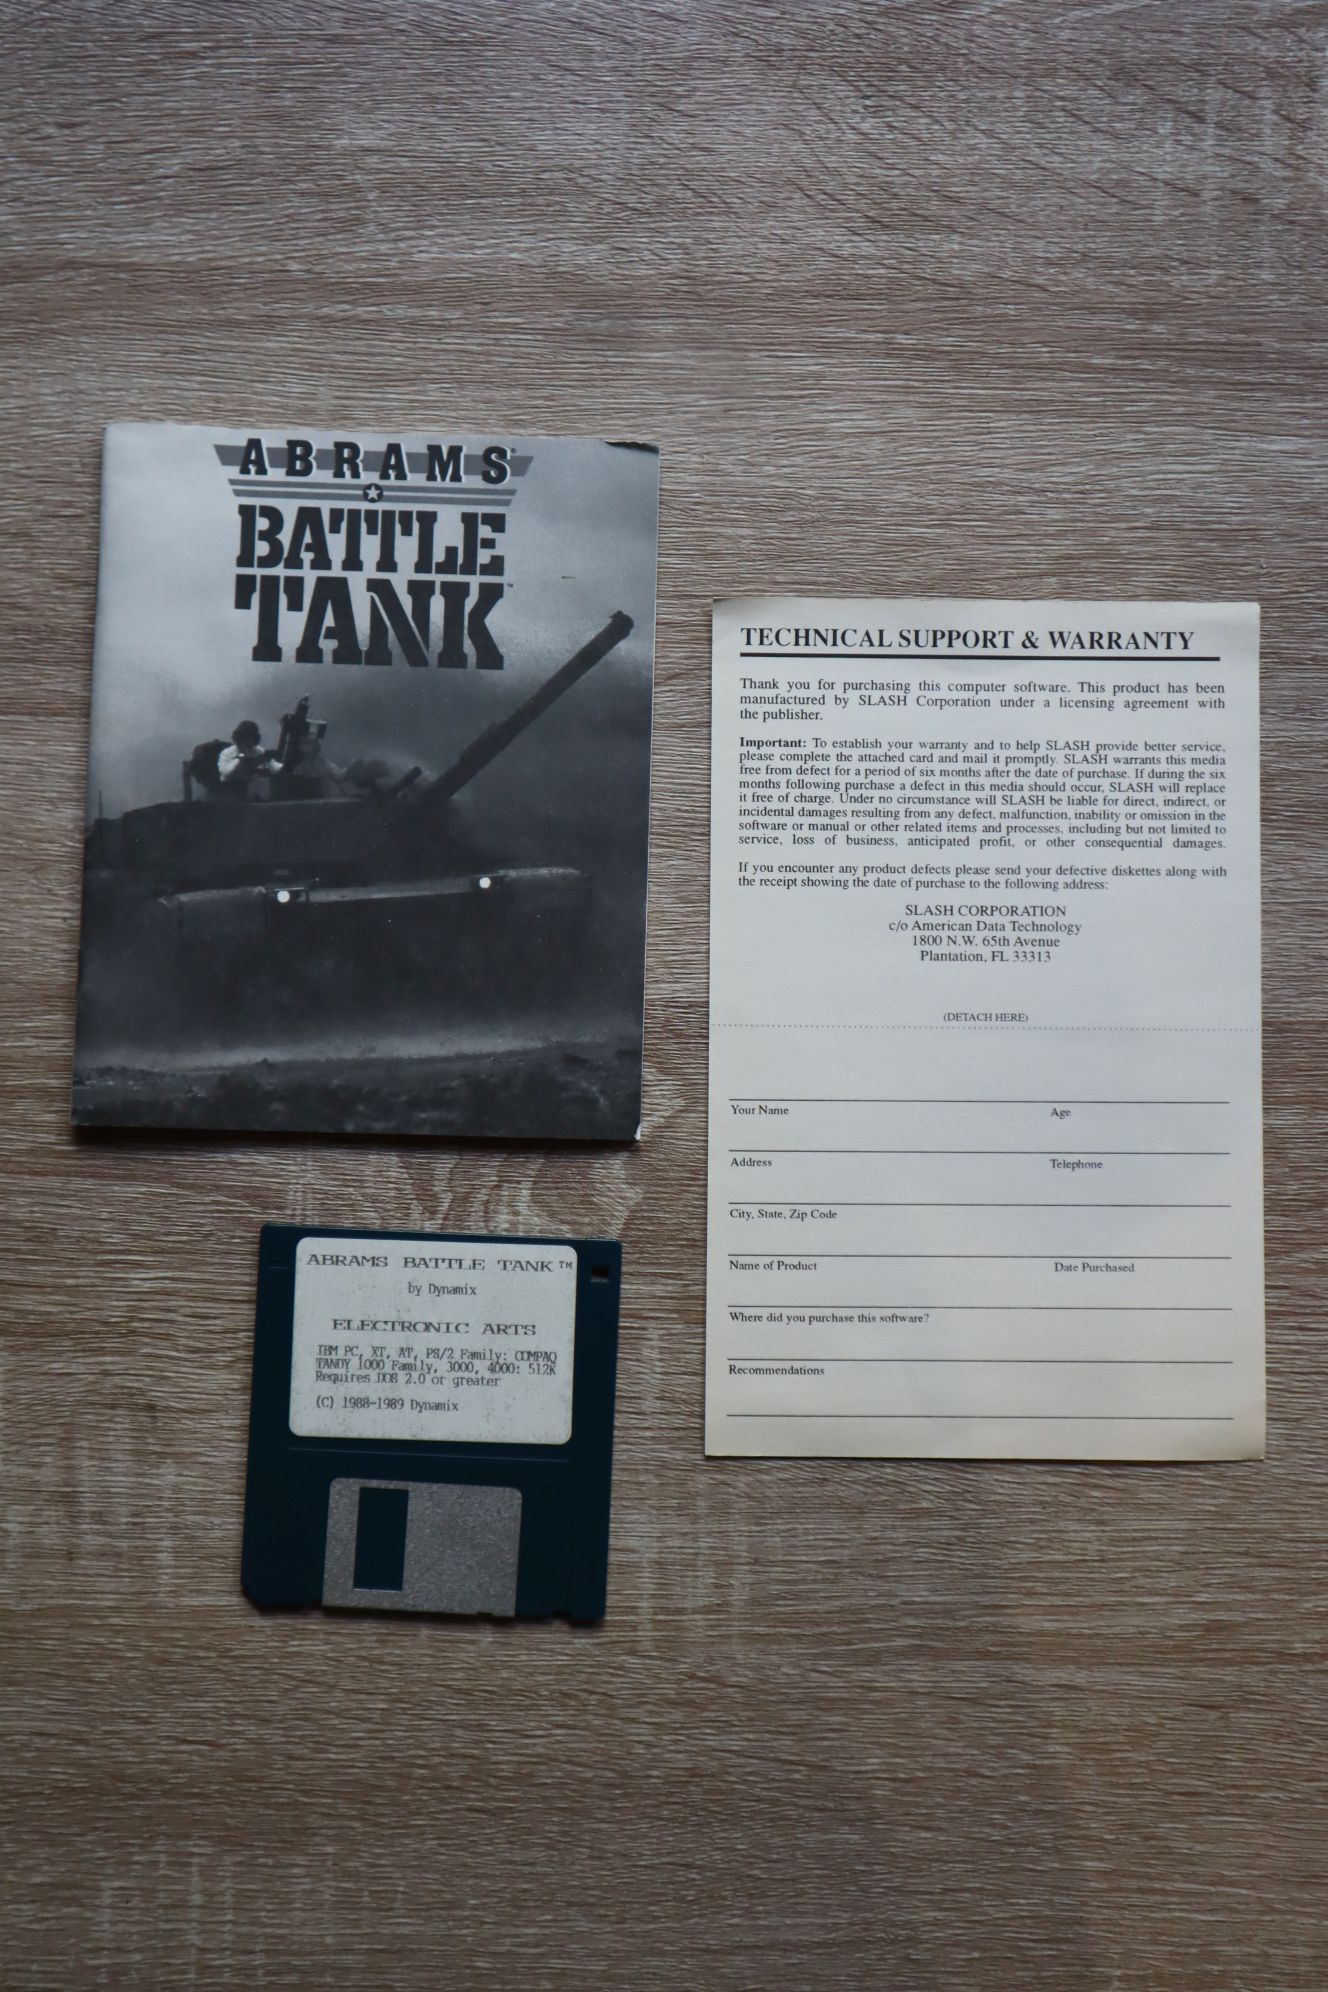 ABRAMS®
BATTLE
TANK™
TECHNICAL SUPPORT & WARRANTY
Thank you for purchasing this computer software. This product has been
manufactured by SLASH Corporation under a licensing agreement with
the publisher.
Important: To establish your warranty and to help SLASH provide better service,
please complete the attached card and mail it promptly. SLASH warrants this media
free from defect for a period of six months after the date of purchase. If during the six
months following purchase a defect in this media should occur, SLASH will replace
it free of charge. Under no circumstance will SLASH be liable for direct, indirect, or
incidental damages resulting from any defect, malfunction, inability or omission in the
software or manual or other related items and processes, including but not limited to
service, loss of business, anticipated profit, or other consequential damages.
If you encounter any product defects please send your defective diskettes along with
the receipt showing the date of purchase to the following address:
SLASH CORPORATION
c/o American Data Technology
1800 N.W. 65th Avenue
Plantation, FL 33313
(DETACH HERE)
Your Name Age
Address Telephone
City, State, Zip Code
Name of Product Date Purchased
Where did you purchase this software?
Recommendations
ABRAMS BATTLE TANK™
by Dynamix
ELECTRONIC ARTS
IBM PC, XT, AT, PS/2 Family: COMPAQ
TANDY 1000 Family, 3000, 4000: 512K
Requires DOS 2.0 or greater
(C) 1988-1989 Dynamix